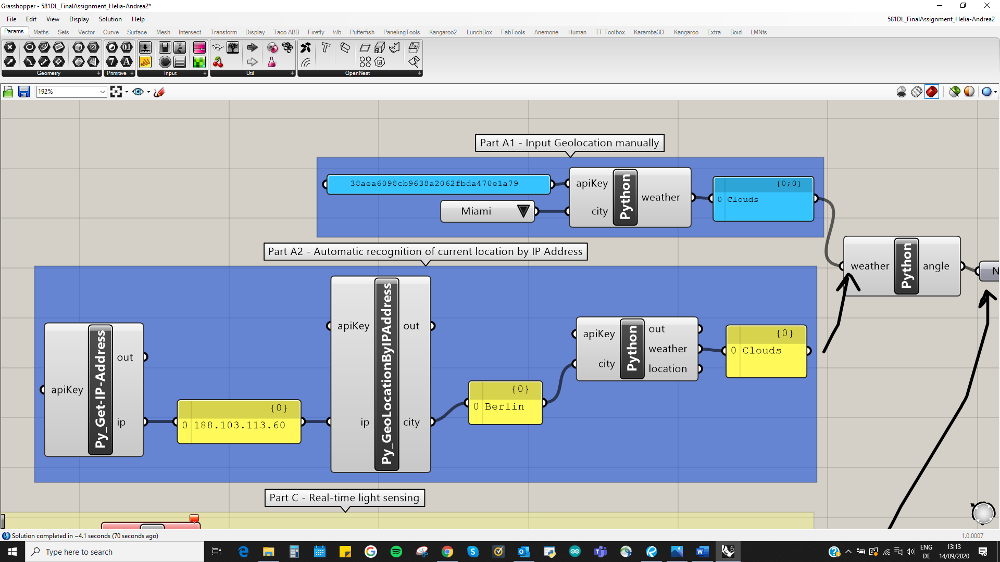 Grasshopper - 581DL_FinalAssignment_Helia-Andrea2*
File Edit View Display Solution Help
581DL_FinalAssignment_Helia-Andrea2
Params Maths Sets Vector Curve Surface Mesh Intersect Transform Display Taco ABB Firefly Wb Pufferfish PanelingTools Kangaroo2 LunchBox FabTools Anemone Human TT Toolbox Karamba3D Kangaroo Extra Boid LMNts
Geometry Primitive Input Util OpenNest
192%
Part A1 - Input Geolocation manually
38aea6098cb9638a2062fbda470e1a79
Miami
apiKey
city
Python
weather
{0;0}
0 Clouds
Part A2 - Automatic recognition of current location by IP Address
weather
Python
angle
N
apiKey
Py_Get-IP-Address
out
ip
{0}
0 188.103.113.60
apiKey
ip
Py_GeoLocationByIPAddress
out
city
{0}
0 Berlin
apiKey
city
Python
out
weather
location
{0}
0 Clouds
Part C - Real-time light sensing
Solution completed in ~4.1 seconds (70 seconds ago)
1.0.0007
Type here to search
ENG
DE
13:13
14/09/2020